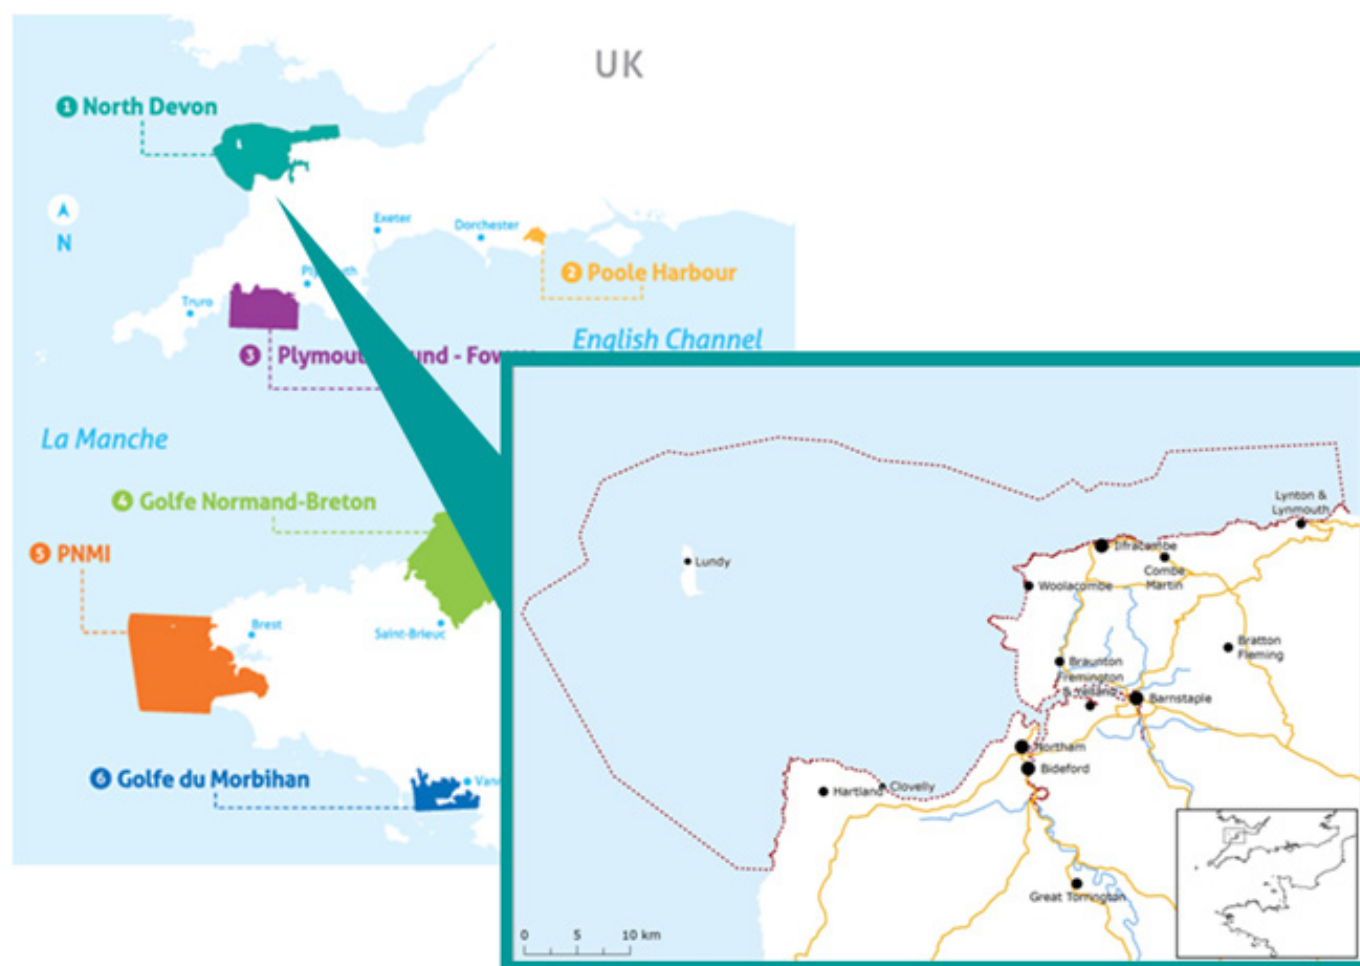 UK
1 North Devon
N
Exeter
Dorchester
2 Poole Harbour
Truro
English Channel
3 Plymou
und - Fow
La Manche
4 Golfe Normand-Breton
5 PNMI
Brest
Saint-Brieuc
6 Golfe du Morbihan
Vann
Lynton &
Lynmouth
Ilfracombe
Combe
Martin
Lundy
Woolacombe
Bratton
Fleming
Braunton
Fremington
& Yelland
Barnstaple
Northam
Bideford
Hartland
Clovelly
Great Torrington
0 5 10 km